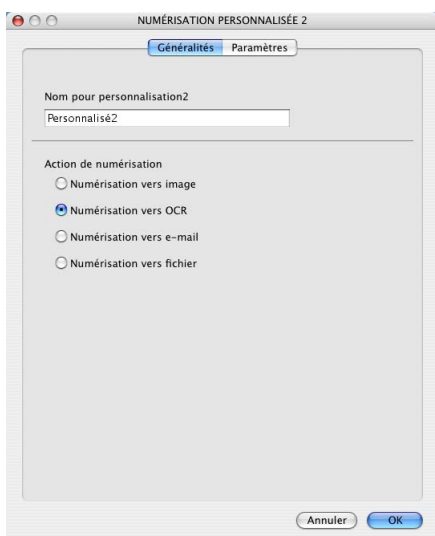 NUMÉRISATION PERSONNALISÉE 2
Généralités Paramètres
Nom pour personnalisation2
Personnalisé2
Action de numérisation
Numérisation vers image
Numérisation vers OCR
Numérisation vers e-mail
Numérisation vers fichier
Annuler OK